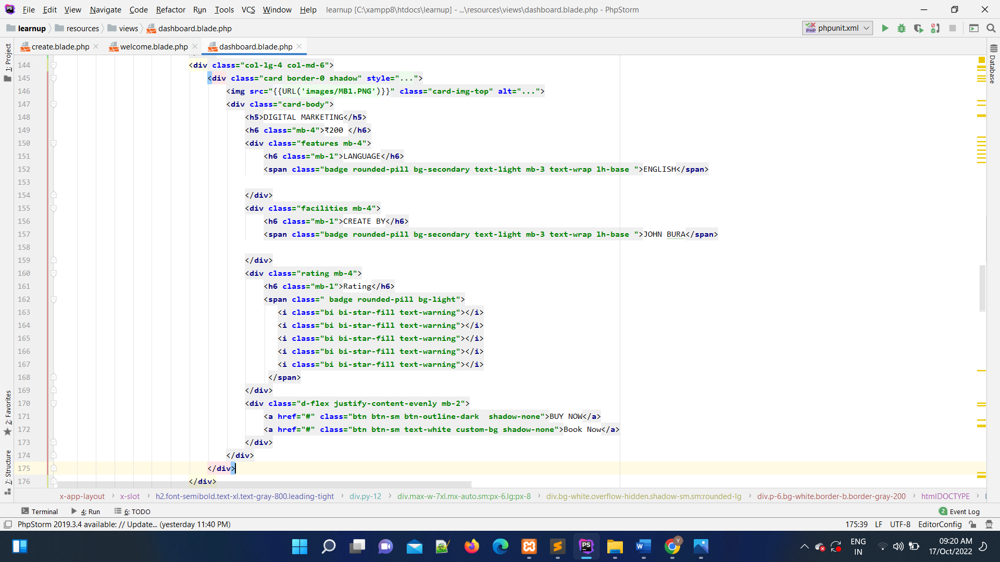 File Edit View Navigate Code Refactor Run Tools VCS Window Help learnup [C:\xampp8\htdocs\learnup] - ...\resources\views\dashboard.blade.php - PhpStorm
learnup resources views dashboard.blade.php phpunit.xml
create.blade.php welcome.blade.php dashboard.blade.php
1: Project
Database
144 <div class="col-lg-4 col-md-6">
145 <div class="card border-0 shadow" style="...">
146 <img src="{{URL('images/MB1.PNG')}}" class="card-img-top" alt="...">
147 <div class="card-body">
148 <h5>DIGITAL MARKETING</h5>
149 <h6 class="mb-4">₹200 </h6>
150 <div class="features mb-4">
151 <h6 class="mb-1">LANGUAGE</h6>
152 <span class="badge rounded-pill bg-secondary text-light mb-3 text-wrap lh-base ">ENGLISH</span>
153
154 </div>
155 <div class="facilities mb-4">
156 <h6 class="mb-1">CREATE BY</h6>
157 <span class="badge rounded-pill bg-secondary text-light mb-3 text-wrap lh-base ">JOHN BURA</span>
158
159 </div>
160 <div class="rating mb-4">
161 <h6 class="mb-1">Rating</h6>
162 <span class=" badge rounded-pill bg-light">
163 <i class="bi bi-star-fill text-warning"></i>
164 <i class="bi bi-star-fill text-warning"></i>
165 <i class="bi bi-star-fill text-warning"></i>
166 <i class="bi bi-star-fill text-warning"></i>
167 <i class="bi bi-star-fill text-warning"></i>
168 </span>
169 </div>
170 <div class="d-flex justify-content-evenly mb-2">
171 <a href="#" class="btn btn-sm btn-outline-dark  shadow-none">BUY NOW</a>
172 <a href="#" class="btn btn-sm text-white custom-bg shadow-none">Book Now</a>
173 </div>
174 </div>
175 </div>
176 </div>
2: Favorites
7: Structure
x-app-layout x-slot h2.font-semibold.text-xl.text-gray-800.leading-tight div.py-12 div.max-w-7xl.mx-auto.sm:px-6.lg:px-8 div.bg-white.overflow-hidden.shadow-sm.sm:rounded-lg div.p-6.bg-white.border-b.border-gray-200 htmlDOCTYPE
Terminal 4: Run 6: TODO 2 Event Log
PhpStorm 2019.3.4 available: // Update... (yesterday 11:40 PM) 175:39 LF UTF-8 EditorConfig
ENG
IN
09:20 AM
17/Oct/2022